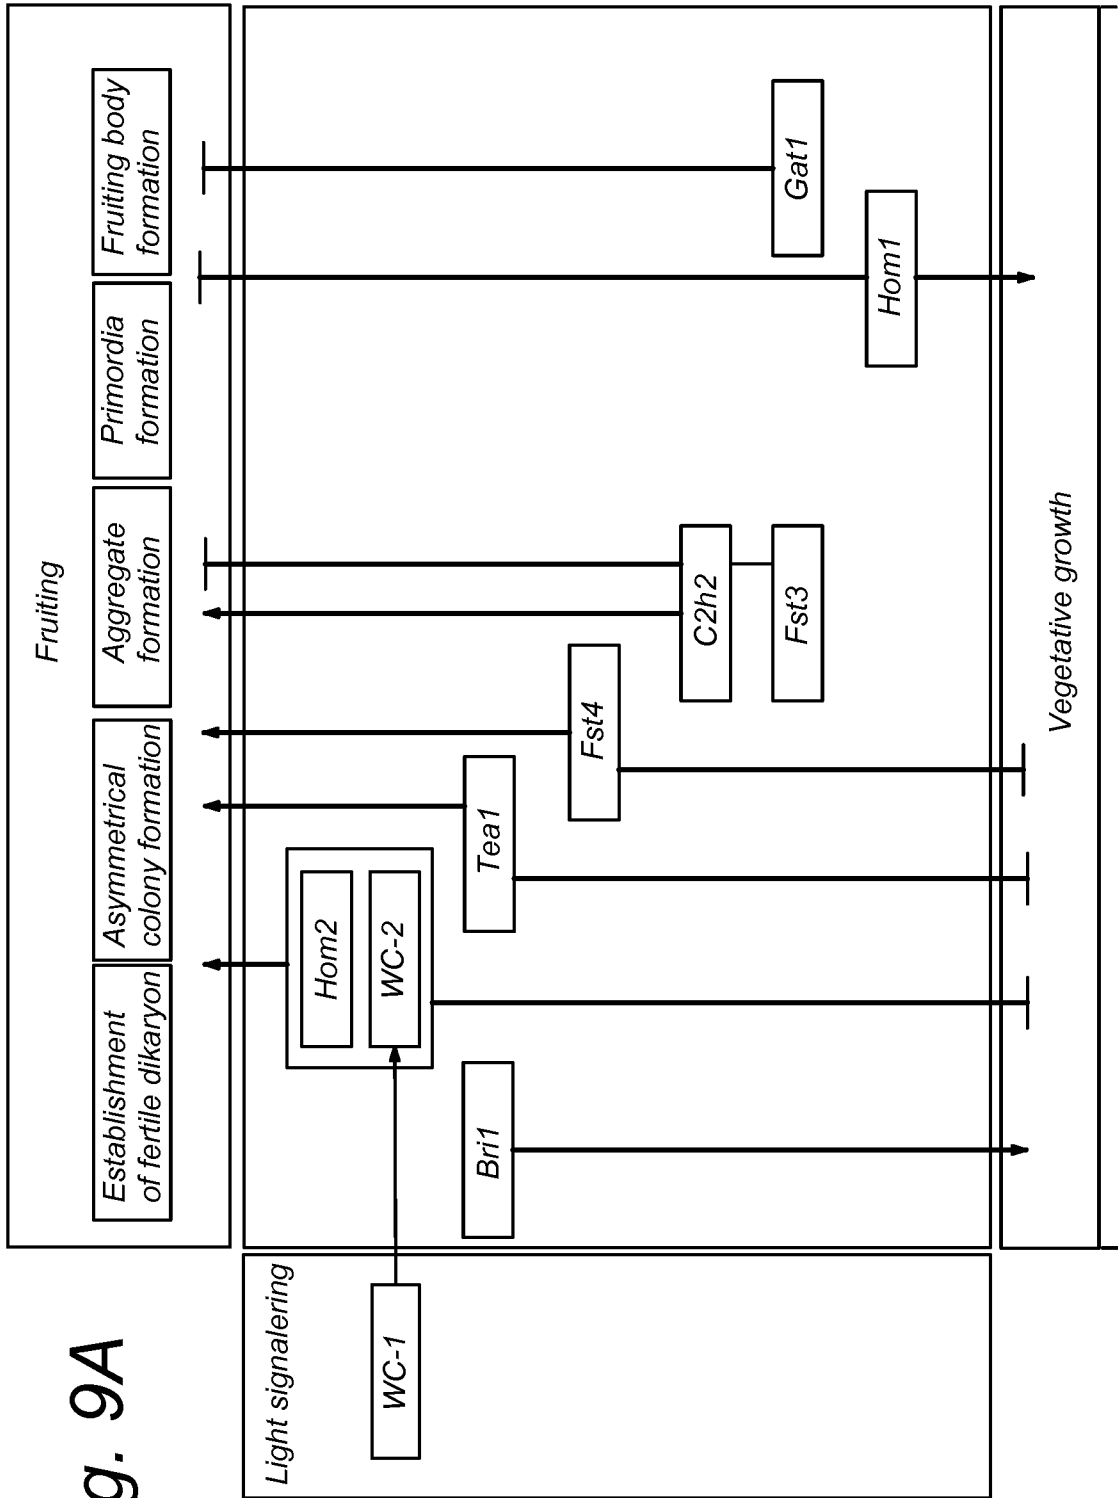 g. 9A
Fruiting
Establishment
of fertile dikaryon
Asymmetrical
colony formation
Aggregate
formation
Primordia
formation
Fruiting body
formation
Light signalering
WC-1
Hom2
WC-2
Bri1
Tea1
Fst4
C2h2
Fst3
Gat1
Hom1
Vegetative growth